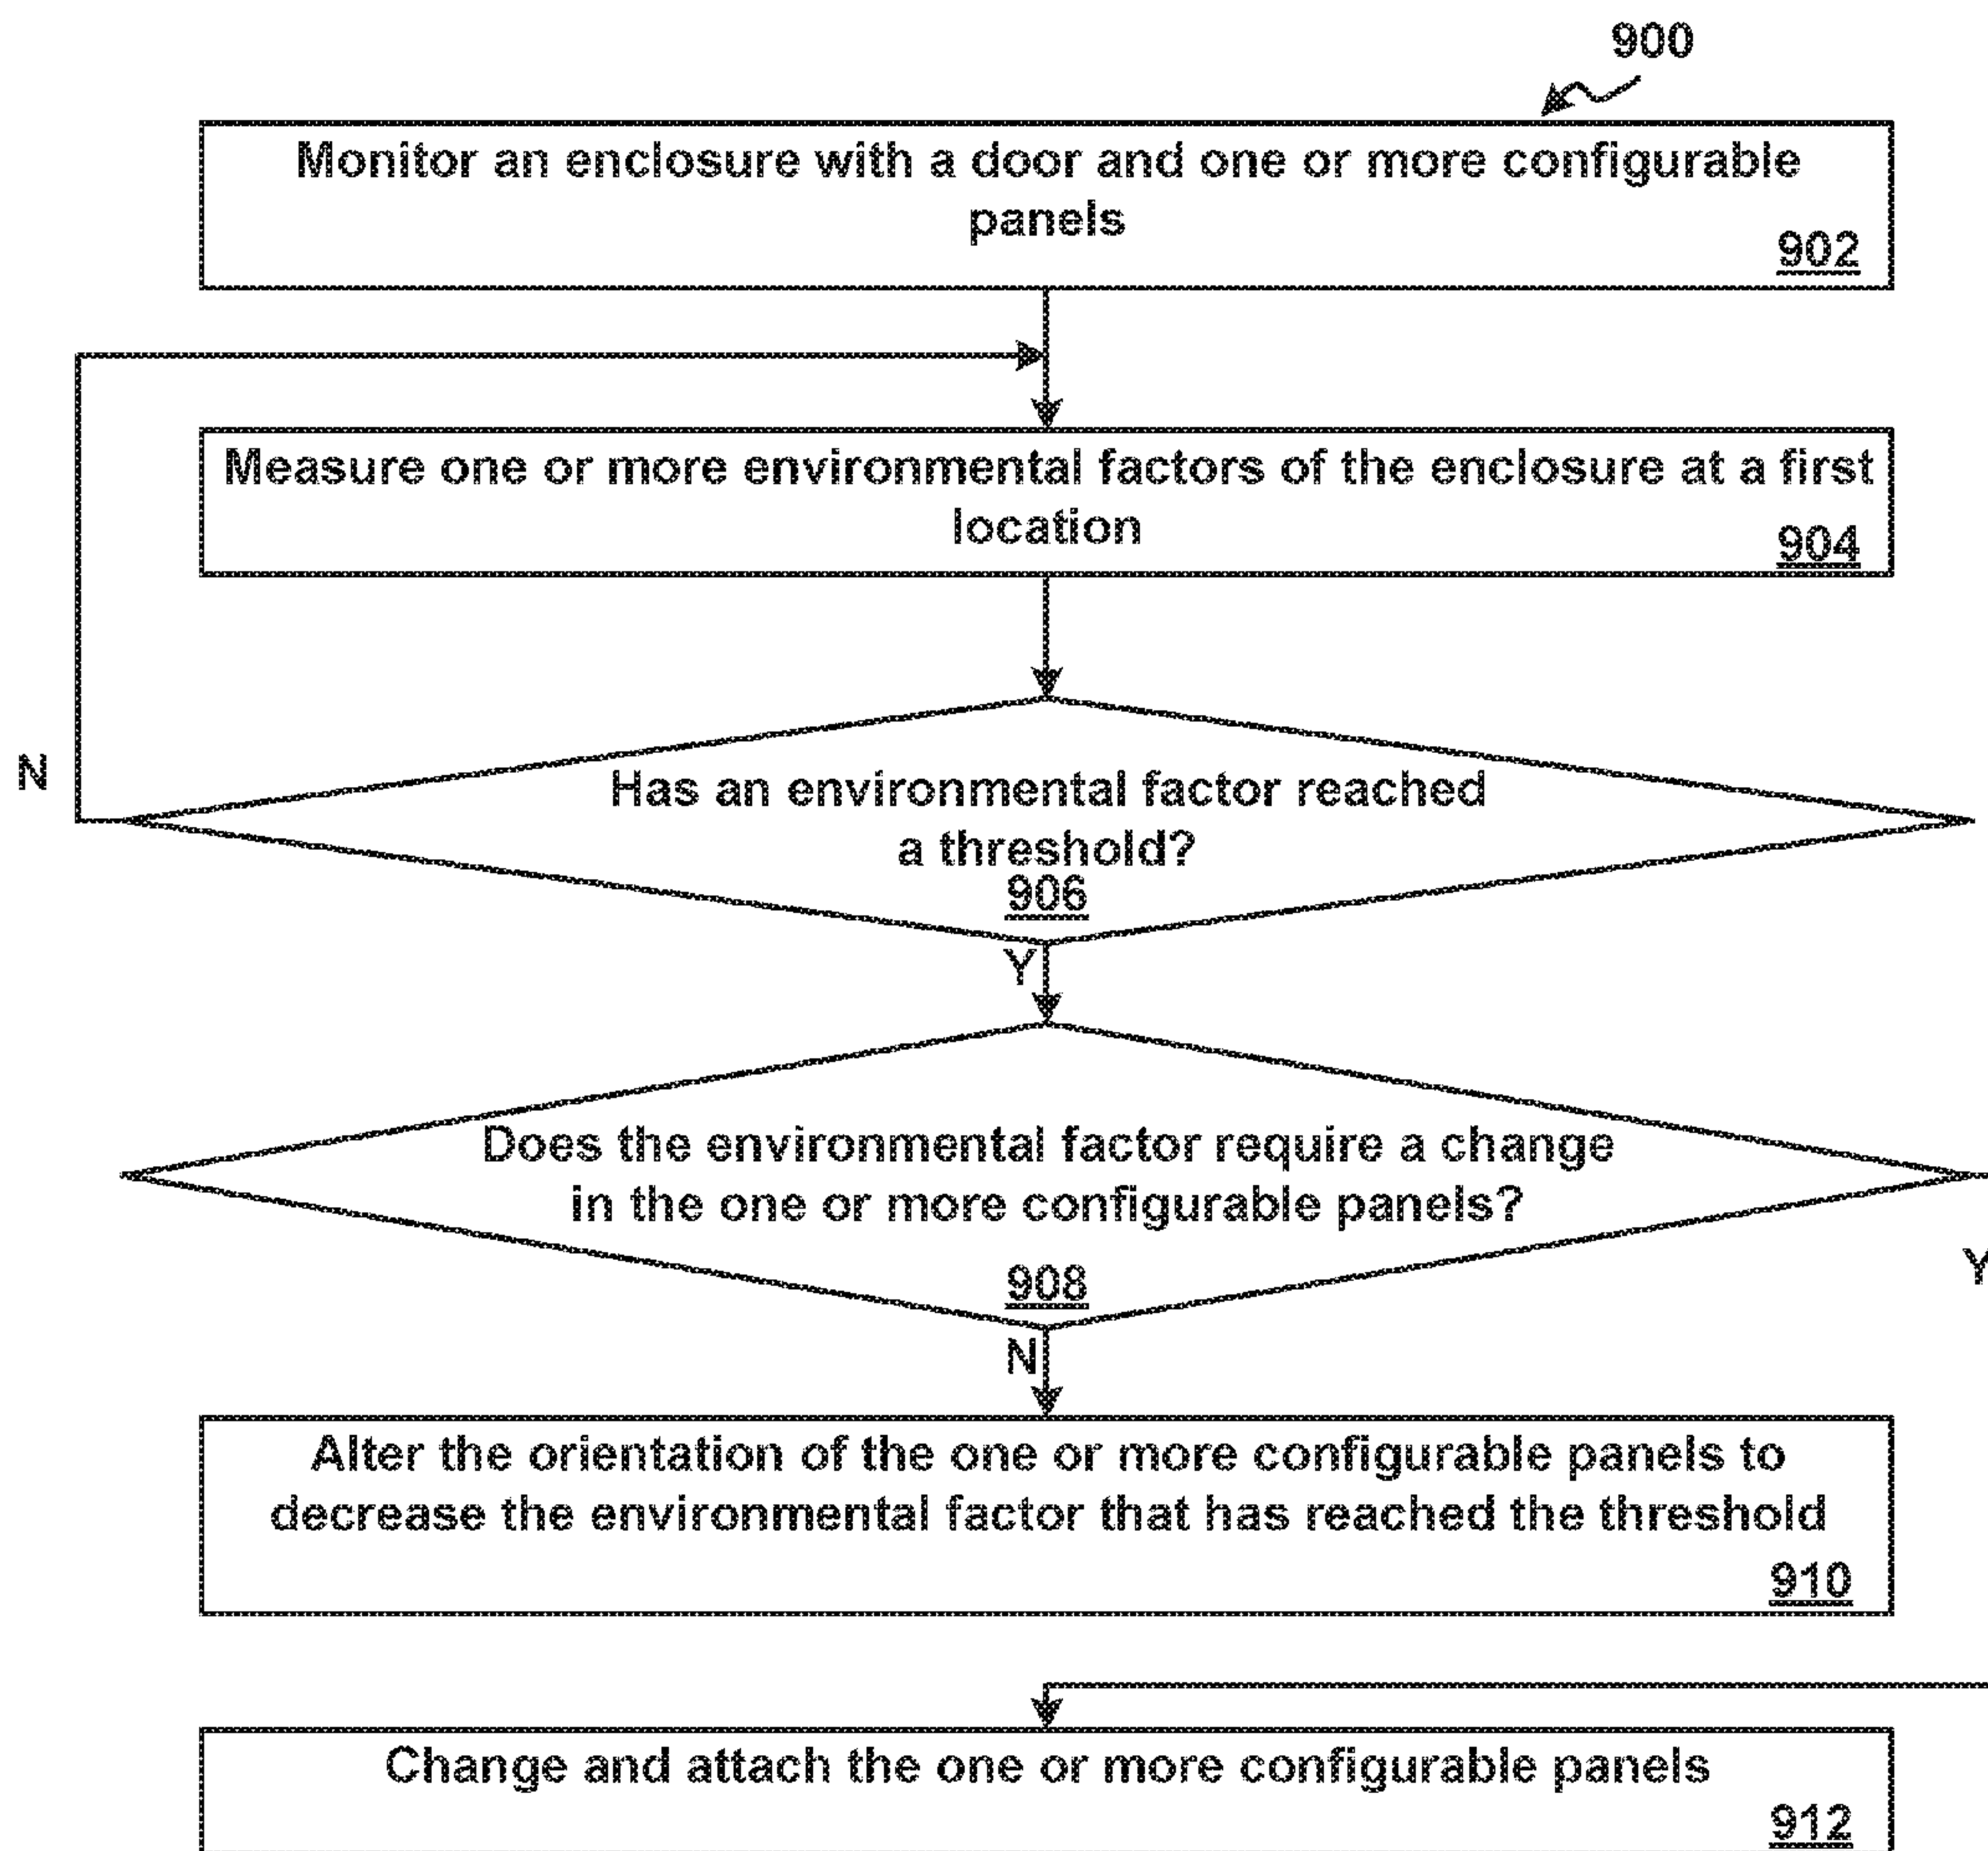 900
Monitor an enclosure with a door and one or more configurable
panels
902
Measure one or more environmental factors of the enclosure at a first
location
904
N
Has an environmental factor reached
a threshold?
906
Y
Does the environmental factor require a change
in the one or more configurable panels?
908
Y
N
Alter the orientation of the one or more configurable panels to
decrease the environmental factor that has reached the threshold
910
Change and attach the one or more configurable panels
912